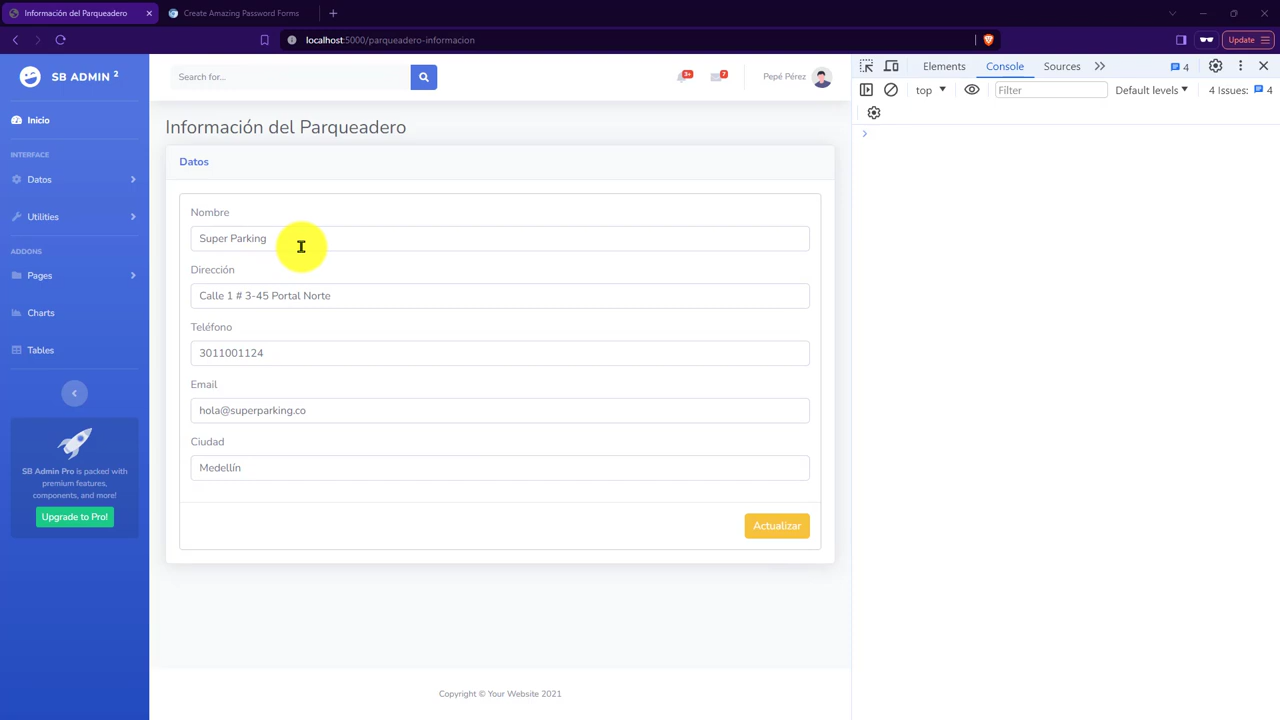 Información del Parqueadero
Create Amazing Password Forms
localhost:5000/parqueadero-informacion
Update
SB ADMIN 2
Inicio
INTERFACE
Datos
Utilities
ADDONS
Pages
Charts
Tables
SB Admin Pro is packed with
premium features,
components, and more!
Upgrade to Pro!
Search for...
3+
7
Pepé Pérez
Información del Parqueadero
Datos
Nombre
Super Parking
Dirección
Calle 1 # 3-45 Portal Norte
Teléfono
3011001124
Email
hola@superparking.co
Ciudad
Medellín
Actualizar
Copyright © Your Website 2021
Elements Console Sources 4
top Filter Default levels 4 Issues: 4